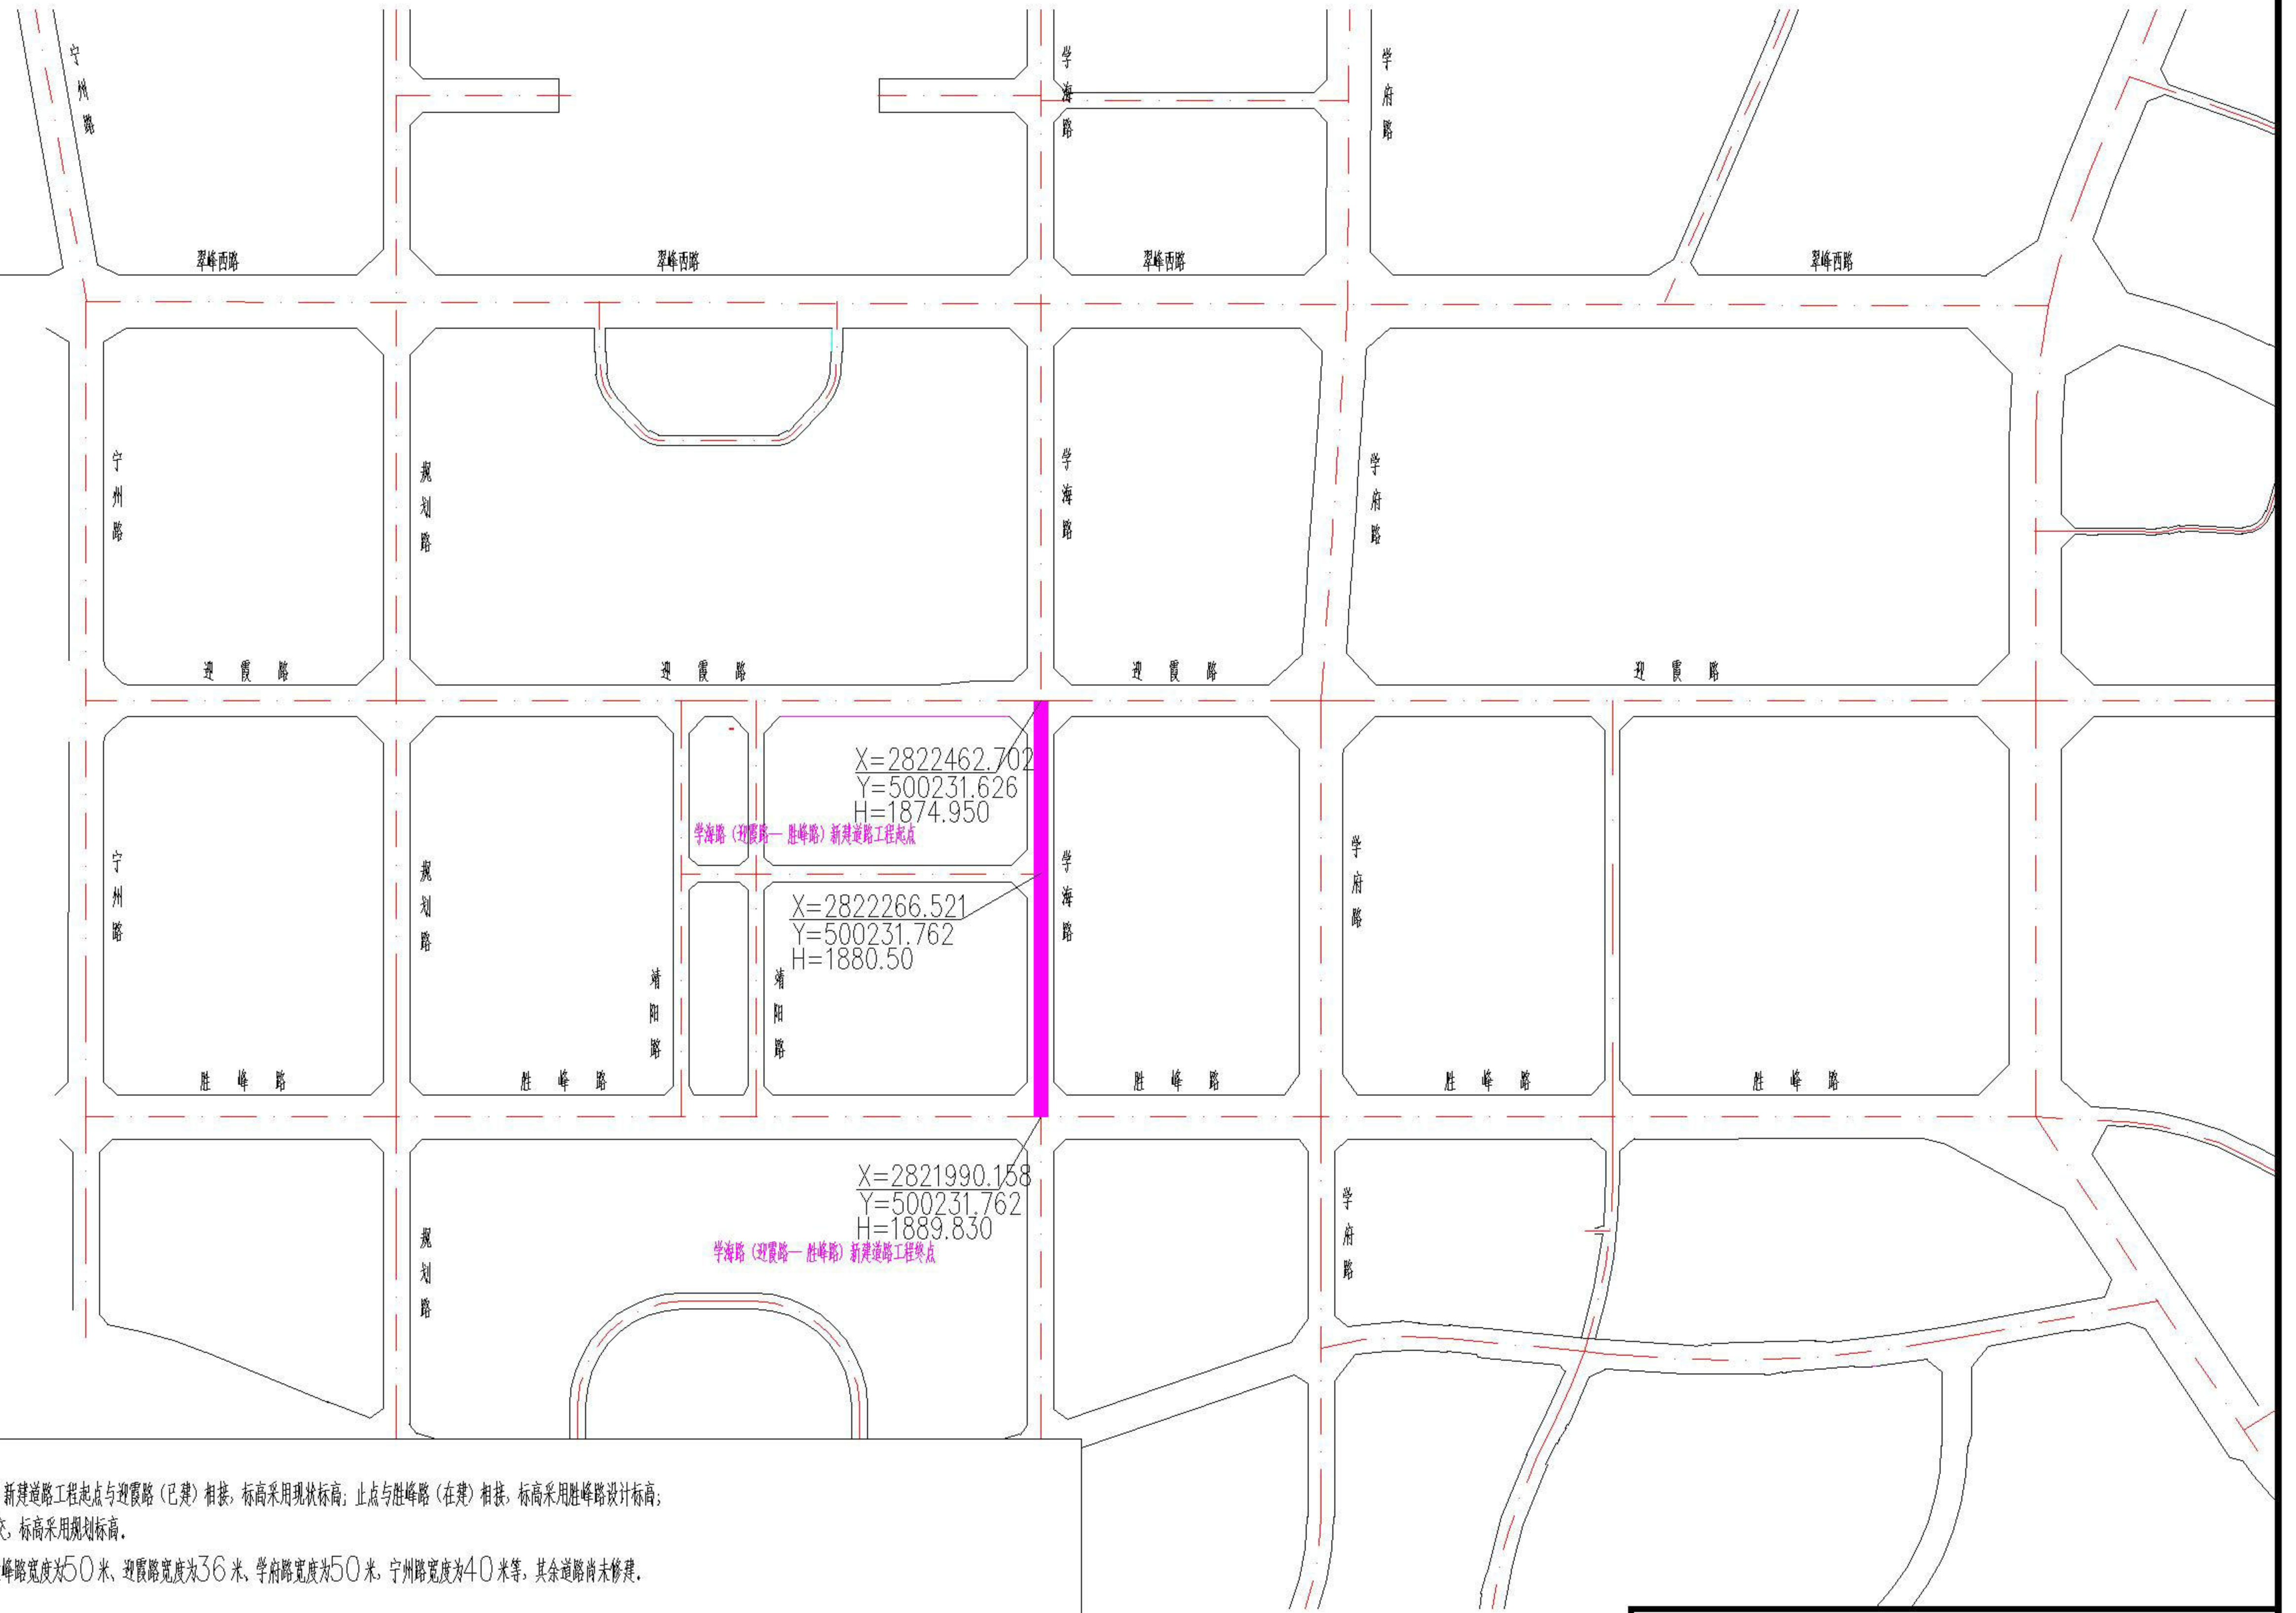 宁州路
学海路
学府路
翠峰西路
翠峰西路
翠峰西路
翠峰西路
宁州路
规划路
学海路
学府路
迎霞路
迎霞路
迎霞路
迎霞路
X=2822462.702
Y=500231.626
H=1874.950
学海路（迎霞路—胜峰路）新建道路工程起点
宁州路
规划路
学海路
学府路
X=2822266.521
Y=500231.762
H=1880.50
靖阳路
靖阳路
胜峰路
胜峰路
胜峰路
胜峰路
胜峰路
X=2821990.158
Y=500231.762
H=1889.830
学海路（迎霞路—胜峰路）新建道路工程终点
规划路
学府路
新建道路工程起点与迎霞路（已建）相接，标高采用现状标高；止点与胜峰路（在建）相接，标高采用胜峰路设计标高；
，标高采用规划标高.
峰路宽度为50米、迎霞路宽度为36米、学府路宽度为50米，宁州路宽度为40米等，其余道路尚未修建.